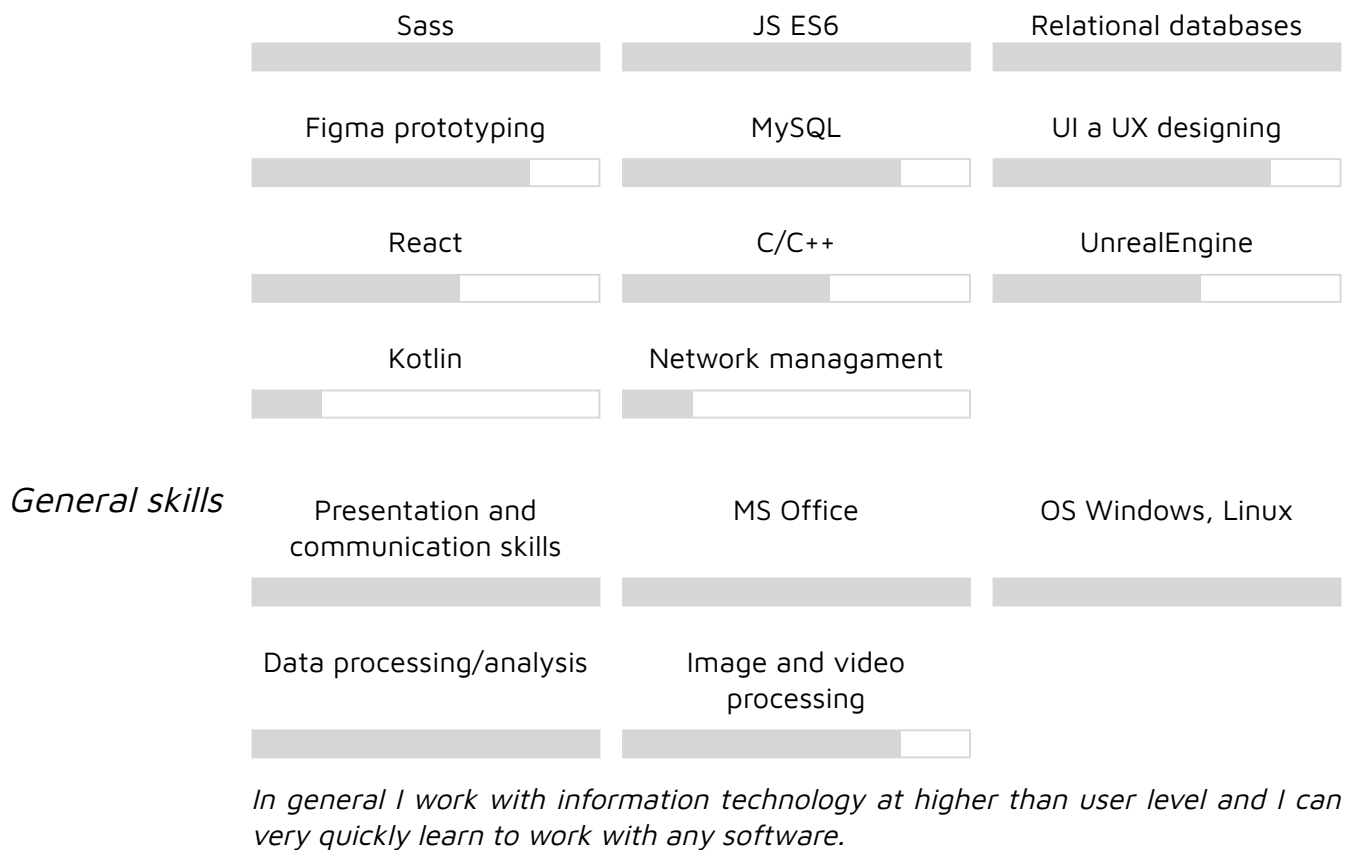 Sass
JS ES6
Relational databases
Figma prototyping
MySQL
UI a UX designing
React
C/C++
UnrealEngine
Kotlin
Network managament
General skills
Presentation and
communication skills
MS Office
OS Windows, Linux
Data processing/analysis
Image and video
processing
In general I work with information technology at higher than user level and I can
very quickly learn to work with any software.